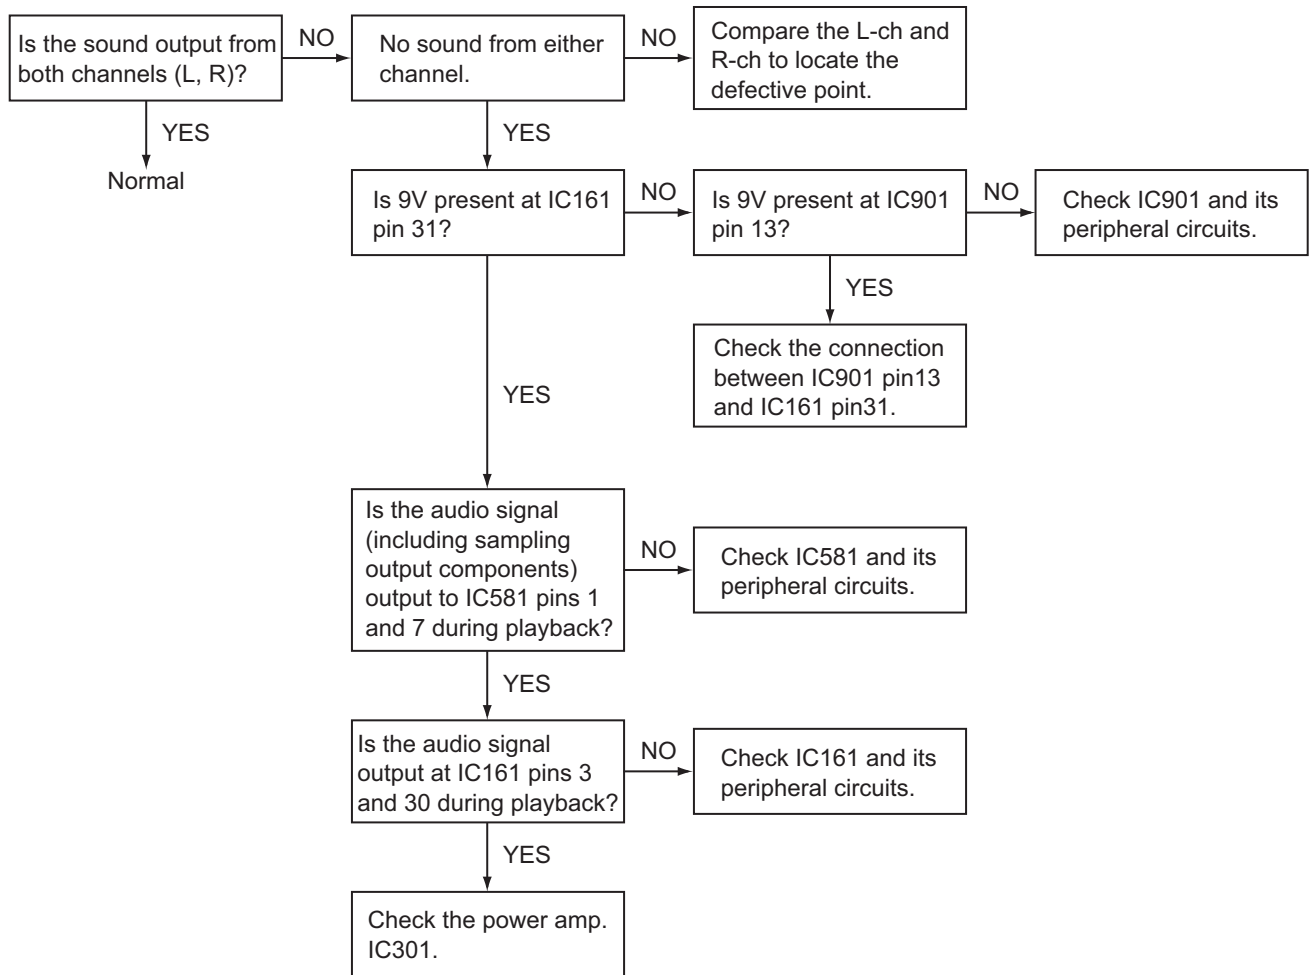 Is the sound output from
both channels (L, R)?
NO
No sound from either
channel.
NO
Compare the L-ch and
R-ch to locate the
defective point.
YES
Normal
YES
Is 9V present at IC161
pin 31?
NO
Is 9V present at IC901
pin 13?
NO
Check IC901 and its
peripheral circuits.
YES
Check the connection
between IC901 pin13
and IC161 pin31.
YES
Is the audio signal
(including sampling
output components)
output to IC581 pins 1
and 7 during playback?
NO
Check IC581 and its
peripheral circuits.
YES
Is the audio signal
output at IC161 pins 3
and 30 during playback?
NO
Check IC161 and its
peripheral circuits.
YES
Check the power amp.
IC301.